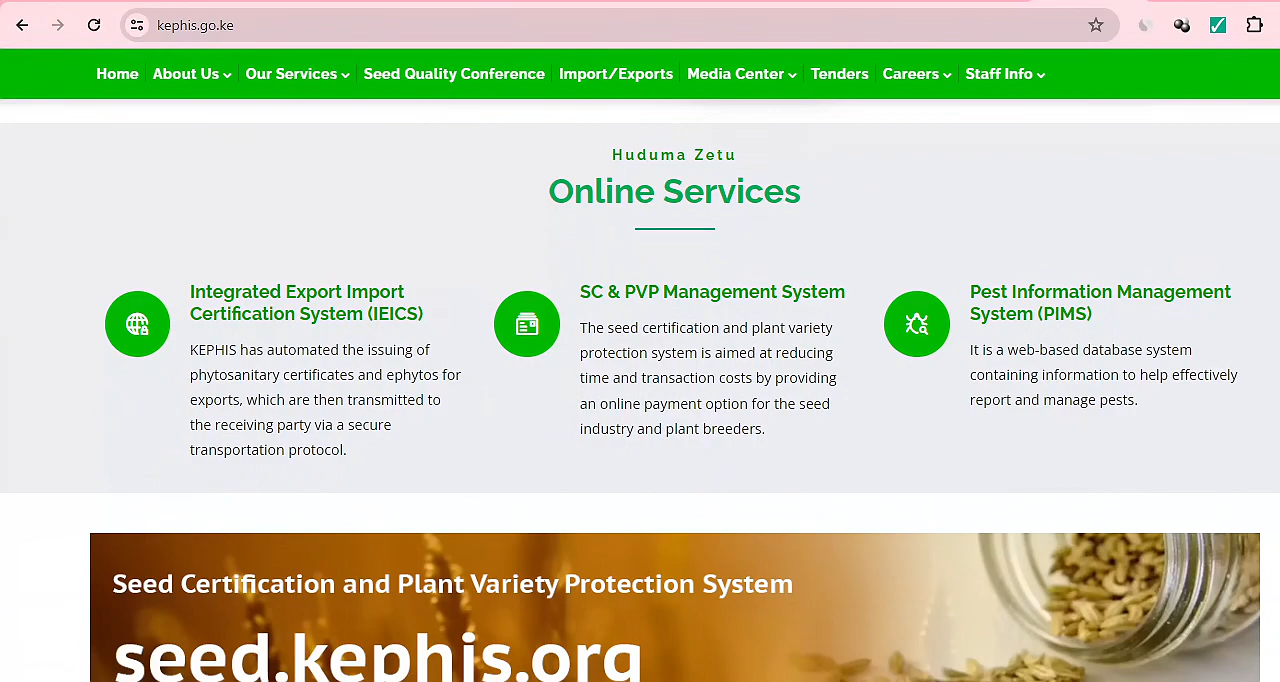 kephis.go.ke
Home About Us Our Services Seed Quality Conference Import/Exports Media Center Tenders Careers Staff Info
Huduma Zetu
Online Services
Integrated Export Import
Certification System (IEICS)
KEPHIS has automated the issuing of
phytosanitary certificates and ephytos for
exports, which are then transmitted to
the receiving party via a secure
transportation protocol.
SC & PVP Management System
The seed certification and plant variety
protection system is aimed at reducing
time and transaction costs by providing
an online payment option for the seed
industry and plant breeders.
Pest Information Management
System (PIMS)
It is a web-based database system
containing information to help effectively
report and manage pests.
Seed Certification and Plant Variety Protection System
seed.kephis.org